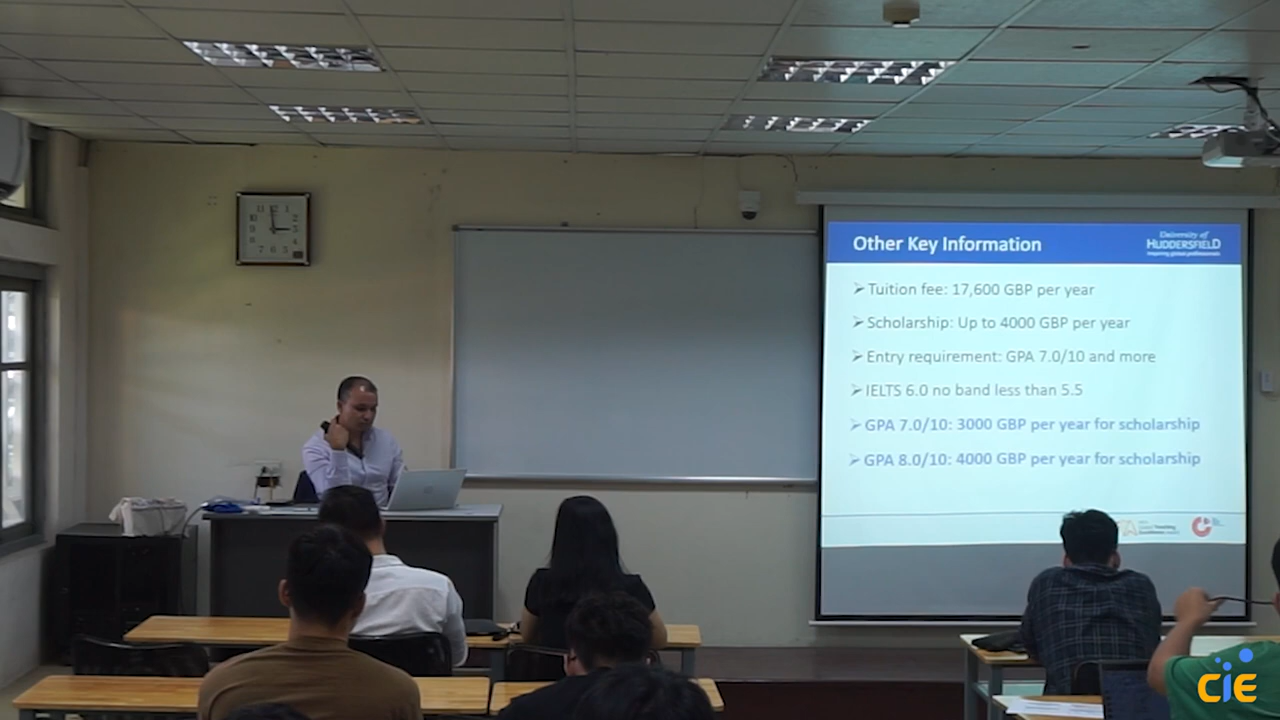 Other Key Information
University of
HUDDERSFIELD
Inspiring global professionals
➢ Tuition fee: 17,600 GBP per year
➢ Scholarship: Up to 4000 GBP per year
➢ Entry requirement: GPA 7.0/10 and more
➢ IELTS 6.0 no band less than 5.5
➢ GPA 7.0/10: 3000 GBP per year for scholarship
➢ GPA 8.0/10: 4000 GBP per year for scholarship
CiE